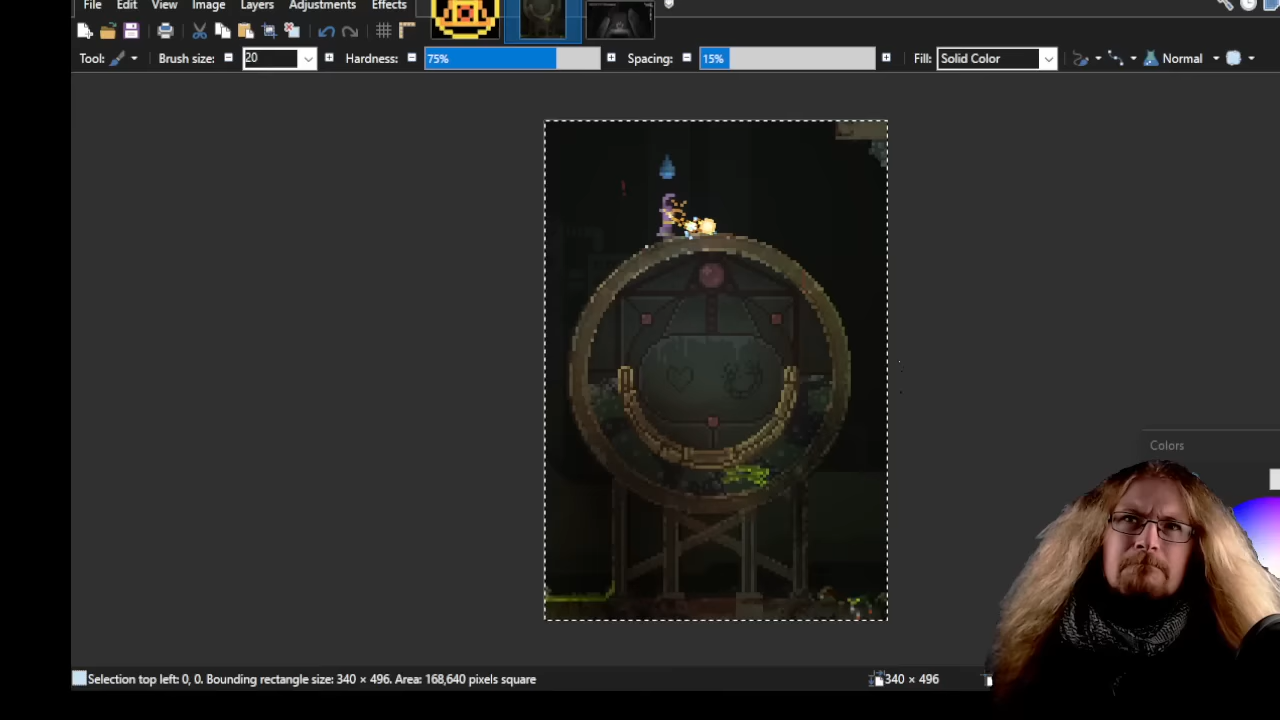 File Edit View Image Layers Adjustments Effects
Tool: Brush size: 20 Hardness: 75% Spacing: 15% Fill: Solid Color Normal
Colors
Selection top left: 0, 0. Bounding rectangle size: 340 × 496. Area: 168,640 pixels square 340 × 496